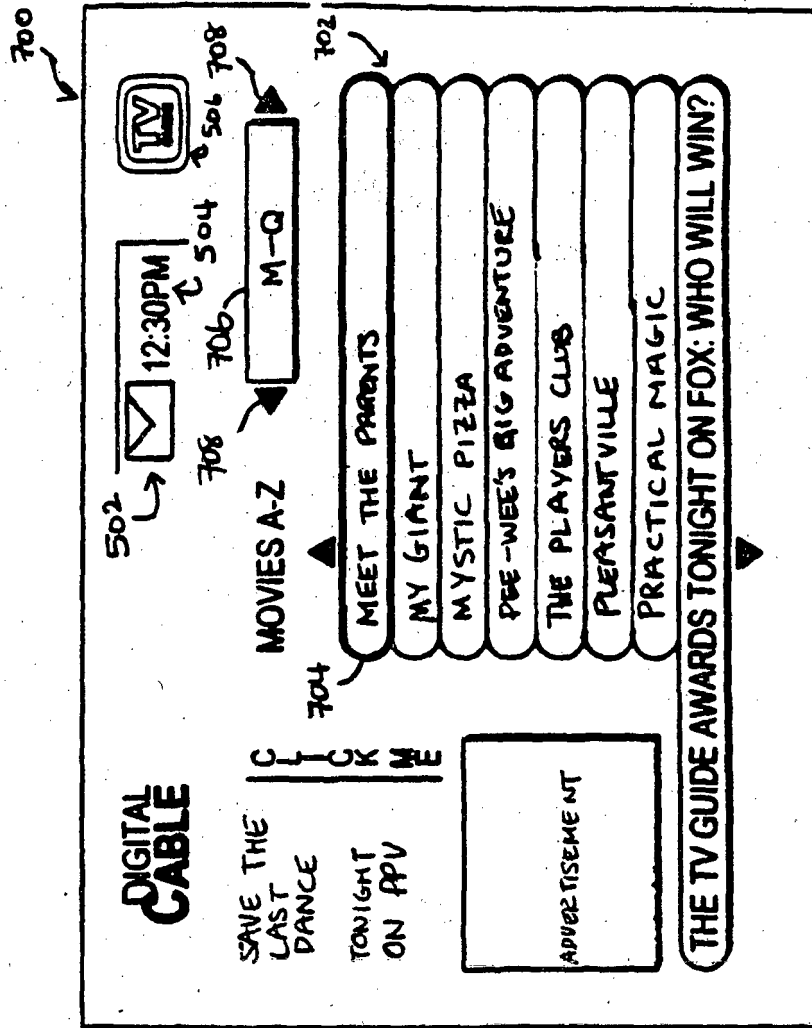 700
DIGITAL
CABLE
502
12:30PM
504
TV
506
SAVE THE
LAST
DANCE
TONIGHT
ON PPV
CLICK ME
MOVIES A-Z
708
706
M-Q
708
704
702
MEET THE PARENTS
MY GIANT
MYSTIC PIZZA
PEE-WEE'S BIG ADVENTURE
THE PLAYERS CLUB
PLEASANTVILLE
PRACTICAL MAGIC
ADVERTISEMENT
THE TV GUIDE AWARDS TONIGHT ON FOX: WHO WILL WIN?